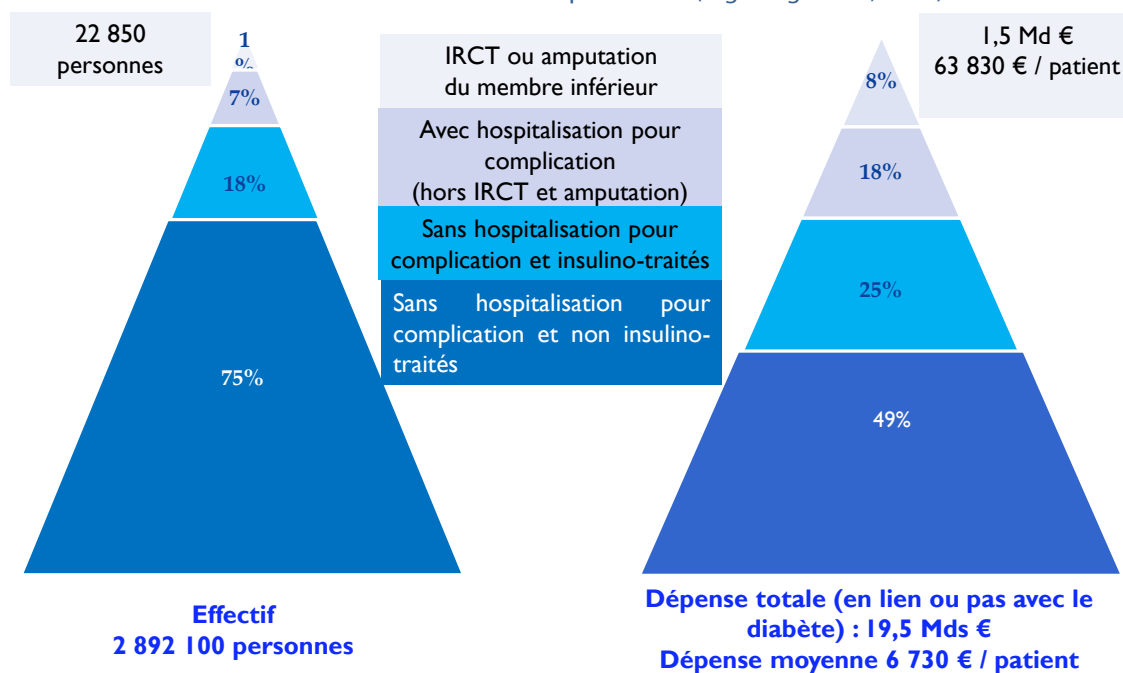 22 850
personnes
1
%
7%
18%
75%
IRCT ou amputation
du membre inférieur
Avec hospitalisation pour
complication
(hors IRCT et amputation)
Sans hospitalisation pour
complication et insulino-traités
Sans hospitalisation pour
complication et non insulino-
traités
1,5 Md €
63 830 € / patient
8%
18%
25%
49%
Effectif
2 892 100 personnes
Dépense totale (en lien ou pas avec le
diabète) : 19,5 Mds €
Dépense moyenne 6 730 € / patient